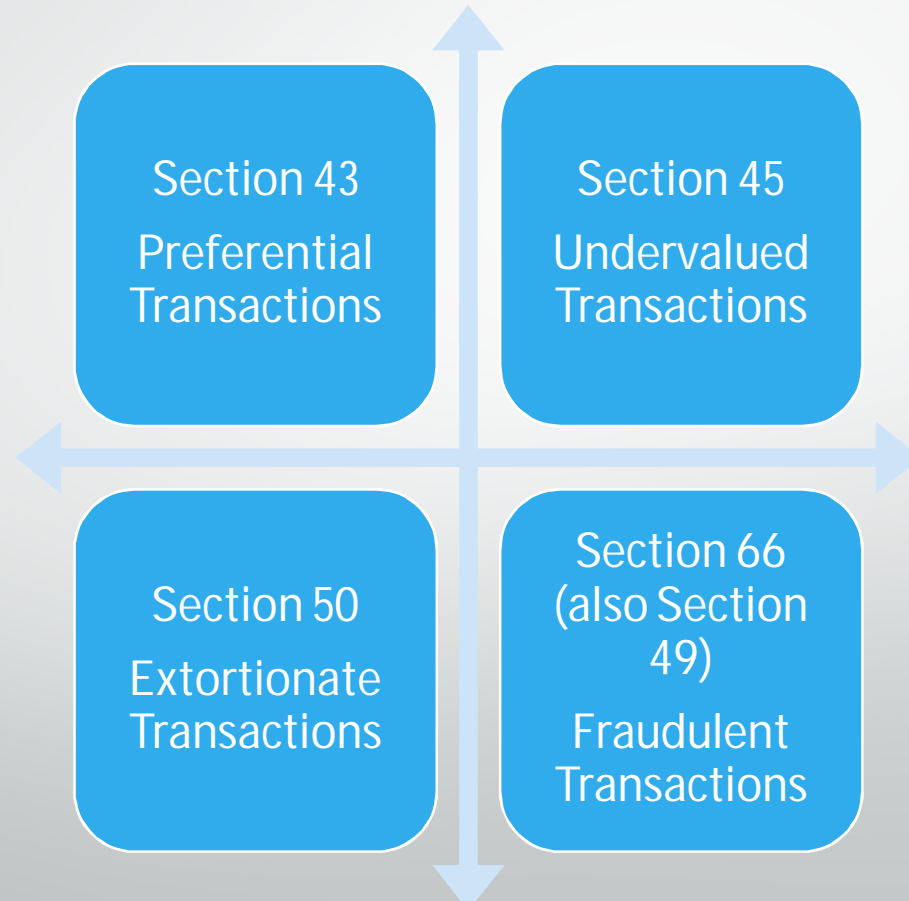 Section 43
Preferential
Transactions
Section 45
Undervalued
Transactions
Section 50
Extortionate
Transactions
Section 66
(also Section
49)
Fraudulent
Transactions